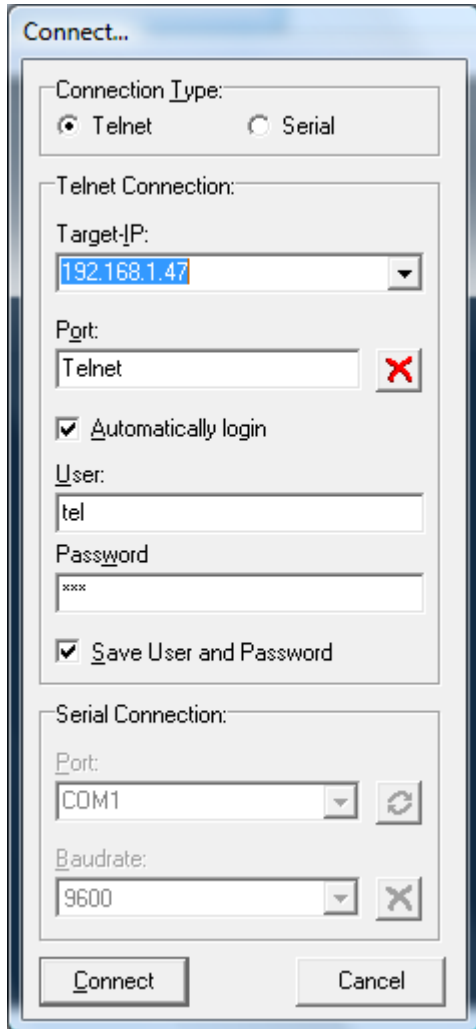 Connect...
Connection Type:
Telnet Serial
Telnet Connection:
Target-IP:
192.168.1.47
Port:
Telnet
Automatically login
User:
tel
Password
***
Save User and Password
Serial Connection:
Port:
COM1
Baudrate:
9600
Connect Cancel